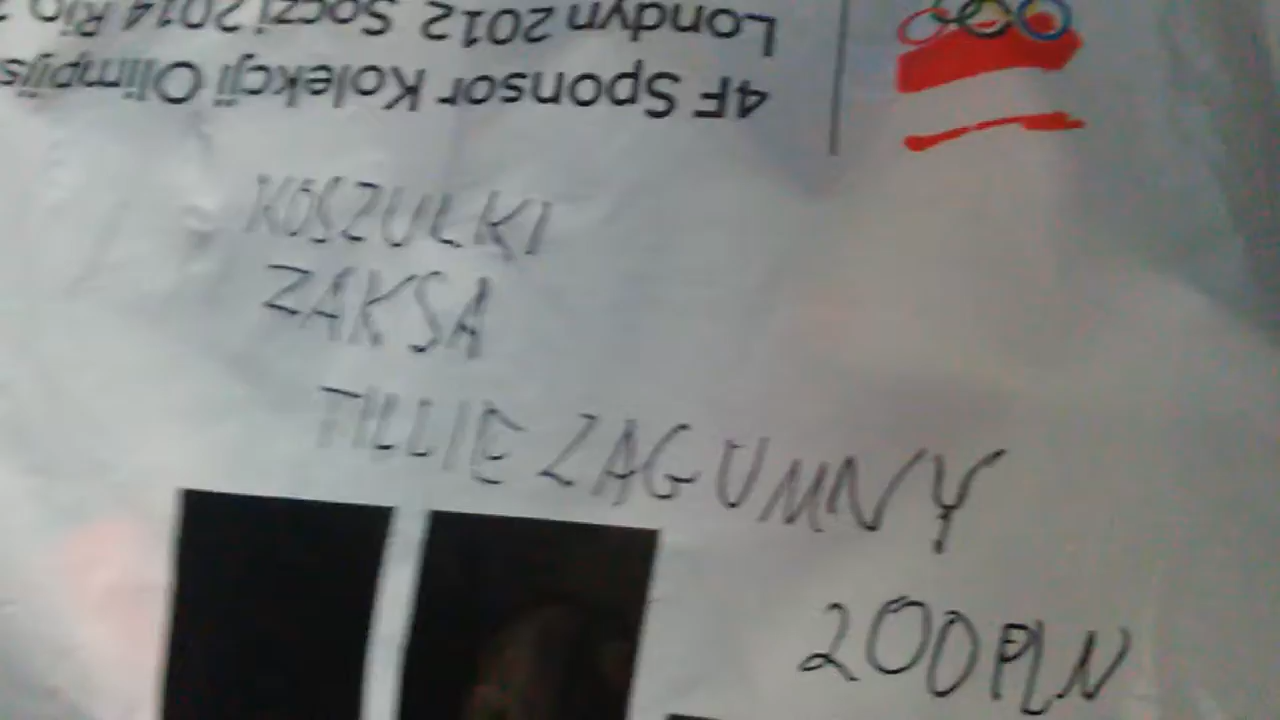 4F Sponsor Kolekcji Olimpijs
Londyn 2012 Soczi 2014 Rio
KOSZULKI
ZAKSA
TILLIE ZAGUMNY
200PLN